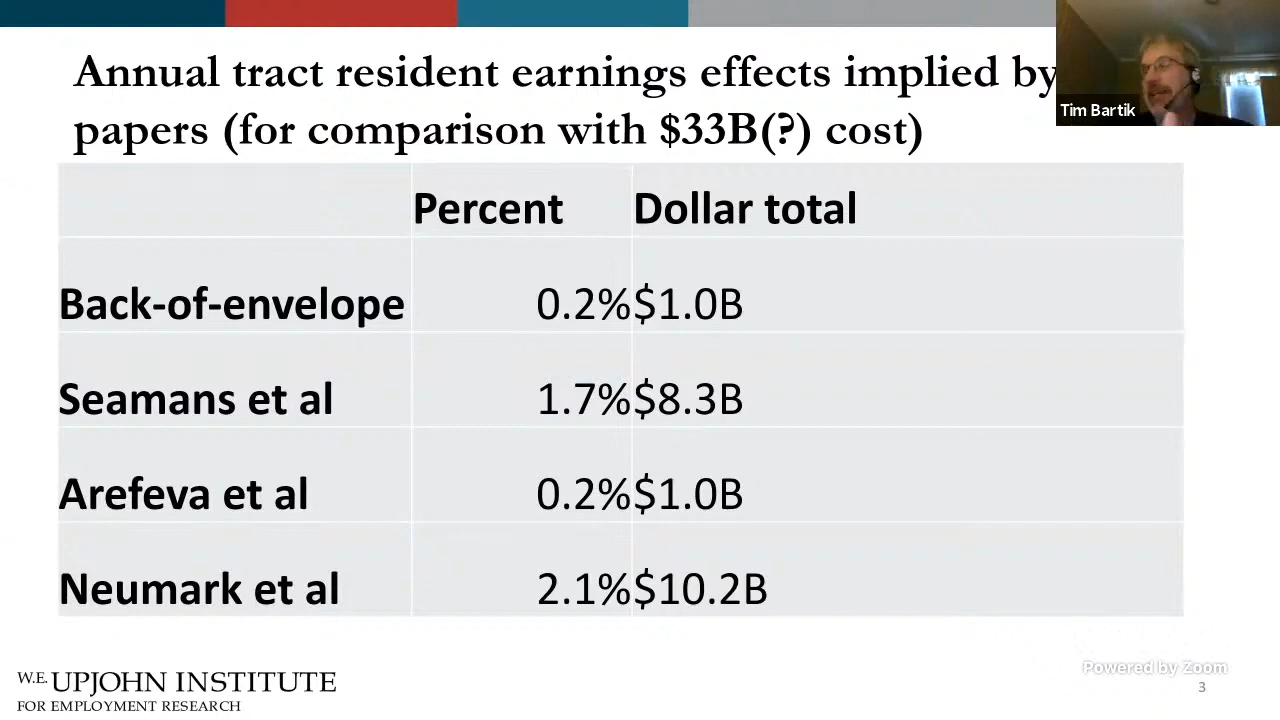 Annual tract resident earnings effects implied by
papers (for comparison with $33B(?) cost)
Tim Bartik
Percent Dollar total
Back-of-envelope 0.2% $1.0B
Seamans et al 1.7% $8.3B
Arefeva et al 0.2% $1.0B
Neumark et al 2.1% $10.2B
W.E. UPJOHN INSTITUTE
FOR EMPLOYMENT RESEARCH
Powered by Zoom
3